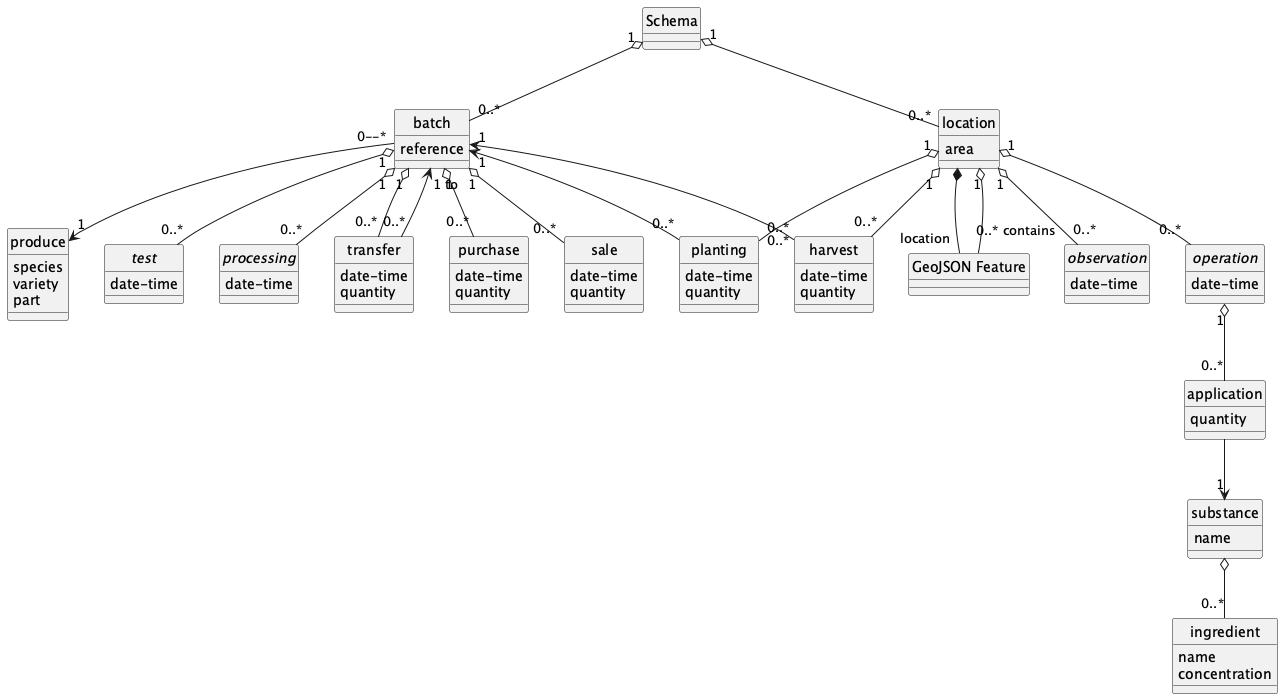 Schema
1
1
0..*
0..*
batch
reference
0--*
1
1
1
1
1
to
1
1
1
location
area
1
1
1
1
1
produce
species
variety
part
1
test
date-time
0..*
processing
date-time
0..*
transfer
date-time
quantity
0..*
0..*
purchase
date-time
quantity
0..*
sale
date-time
quantity
0..*
planting
date-time
quantity
0..*
0..*
harvest
date-time
quantity
0..*
0..*
location
0..* contains
GeoJSON Feature
observation
date-time
0..*
operation
date-time
0..*
1
0..*
application
quantity
1
substance
name
0..*
ingredient
name
concentration